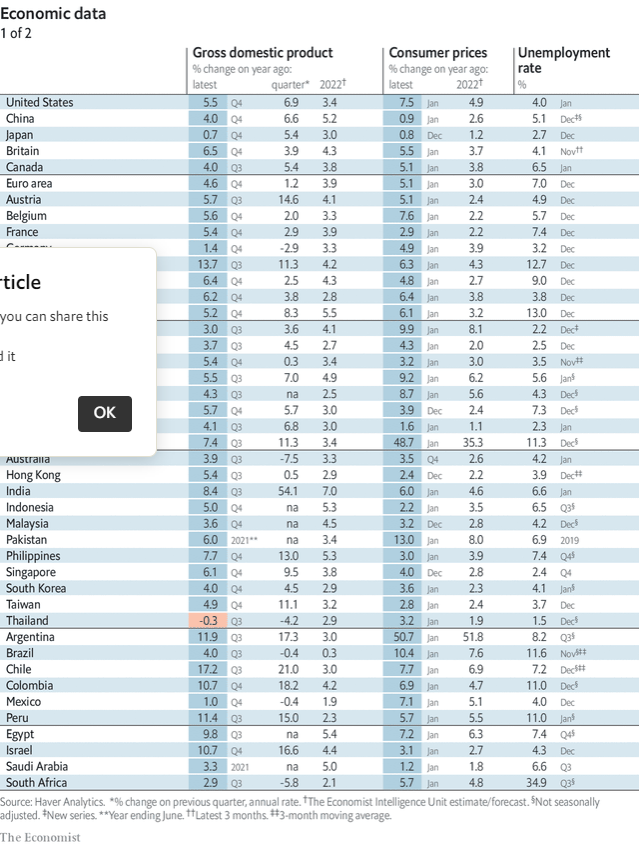 Economic data
1 of 2
Gross domestic product Consumer prices Unemployment rate
% change on year ago: % change on year ago: %
latest quarter* 2022† latest 2022†
United States 5.5 Q4 6.9 3.4 7.5 Jan 4.9 4.0 Jan
China 4.0 Q4 6.6 5.2 0.9 Jan 2.6 5.1 Dec‡§
Japan 0.7 Q4 5.4 3.0 0.8 Dec 1.2 2.7 Dec
Britain 6.5 Q4 3.9 4.3 5.5 Jan 3.7 4.1 Nov††
Canada 4.0 Q3 5.4 3.8 5.1 Jan 3.8 6.5 Jan
Euro area 4.6 Q4 1.2 3.9 5.1 Jan 3.0 7.0 Dec
Austria 5.7 Q3 14.6 4.1 5.1 Jan 2.4 4.9 Dec
Belgium 5.6 Q4 2.0 3.3 7.6 Jan 2.2 5.7 Dec
France 5.4 Q4 2.9 3.9 2.9 Jan 2.2 7.4 Dec
Germany 1.4 Q4 -2.9 3.3 4.9 Jan 3.9 3.2 Dec
13.7 Q3 11.3 4.2 6.3 Jan 4.3 12.7 Dec
6.4 Q4 2.5 4.3 4.8 Jan 2.7 9.0 Dec
6.2 Q4 3.8 2.8 6.4 Jan 3.8 3.8 Dec
5.2 Q4 8.3 5.5 6.1 Jan 3.2 13.0 Dec
3.0 Q3 3.6 4.1 9.9 Jan 8.1 2.2 Dec‡
3.7 Q3 4.5 2.7 4.3 Jan 2.0 2.5 Dec
5.4 Q4 0.3 3.4 3.2 Jan 3.0 3.5 Nov‡‡
5.5 Q3 7.0 4.9 9.2 Jan 6.2 5.6 Jan§
4.3 Q3 na 2.5 8.7 Jan 5.6 4.3 Dec§
5.7 Q4 5.7 3.0 3.9 Dec 2.4 7.3 Dec§
4.1 Q3 6.8 3.0 1.6 Jan 1.1 2.3 Jan
7.4 Q3 11.3 3.4 48.7 Jan 35.3 11.3 Dec§
rticle
you can share this
d it
OK
Australia 3.9 Q3 -7.5 3.3 3.5 Q4 2.6 4.2 Jan
Hong Kong 5.4 Q3 0.5 2.9 2.4 Dec 2.2 3.9 Dec‡‡
India 8.4 Q3 54.1 7.0 6.0 Jan 4.6 6.6 Jan
Indonesia 5.0 Q4 na 5.3 2.2 Jan 3.5 6.5 Q3§
Malaysia 3.6 Q4 na 4.5 3.2 Dec 2.8 4.2 Dec§
Pakistan 6.0 2021** na 3.4 13.0 Jan 8.0 6.9 2019
Philippines 7.7 Q4 13.0 5.3 3.0 Jan 3.9 7.4 Q4§
Singapore 6.1 Q4 9.5 3.8 4.0 Dec 2.8 2.4 Q4
South Korea 4.0 Q4 4.5 2.9 3.6 Jan 2.3 4.1 Jan§
Taiwan 4.9 Q4 11.1 3.2 2.8 Jan 2.4 3.7 Dec
Thailand -0.3 Q3 -4.2 2.9 3.2 Jan 1.9 1.5 Dec§
Argentina 11.9 Q3 17.3 3.0 50.7 Jan 51.8 8.2 Q3§
Brazil 4.0 Q3 -0.4 0.3 10.4 Jan 7.6 11.6 Nov§‡‡
Chile 17.2 Q3 21.0 3.0 7.7 Jan 6.9 7.2 Dec§‡‡
Colombia 10.7 Q4 18.2 4.2 6.9 Jan 4.7 11.0 Dec§
Mexico 1.0 Q4 -0.4 1.9 7.1 Jan 5.1 4.0 Dec
Peru 11.4 Q3 15.0 2.3 5.7 Jan 5.5 11.0 Jan§
Egypt 9.8 Q3 na 5.4 7.2 Jan 6.3 7.4 Q4§
Israel 10.7 Q4 16.6 4.4 3.1 Jan 2.7 4.3 Dec
Saudi Arabia 3.3 2021 na 5.0 1.2 Jan 1.8 6.6 Q3
South Africa 2.9 Q3 -5.8 2.1 5.7 Jan 4.8 34.9 Q3§
Source: Haver Analytics. *% change on previous quarter, annual rate. †The Economist Intelligence Unit estimate/forecast. §Not seasonally
adjusted. ‡New series. **Year ending June. ††Latest 3 months. ‡‡3-month moving average.
The Economist